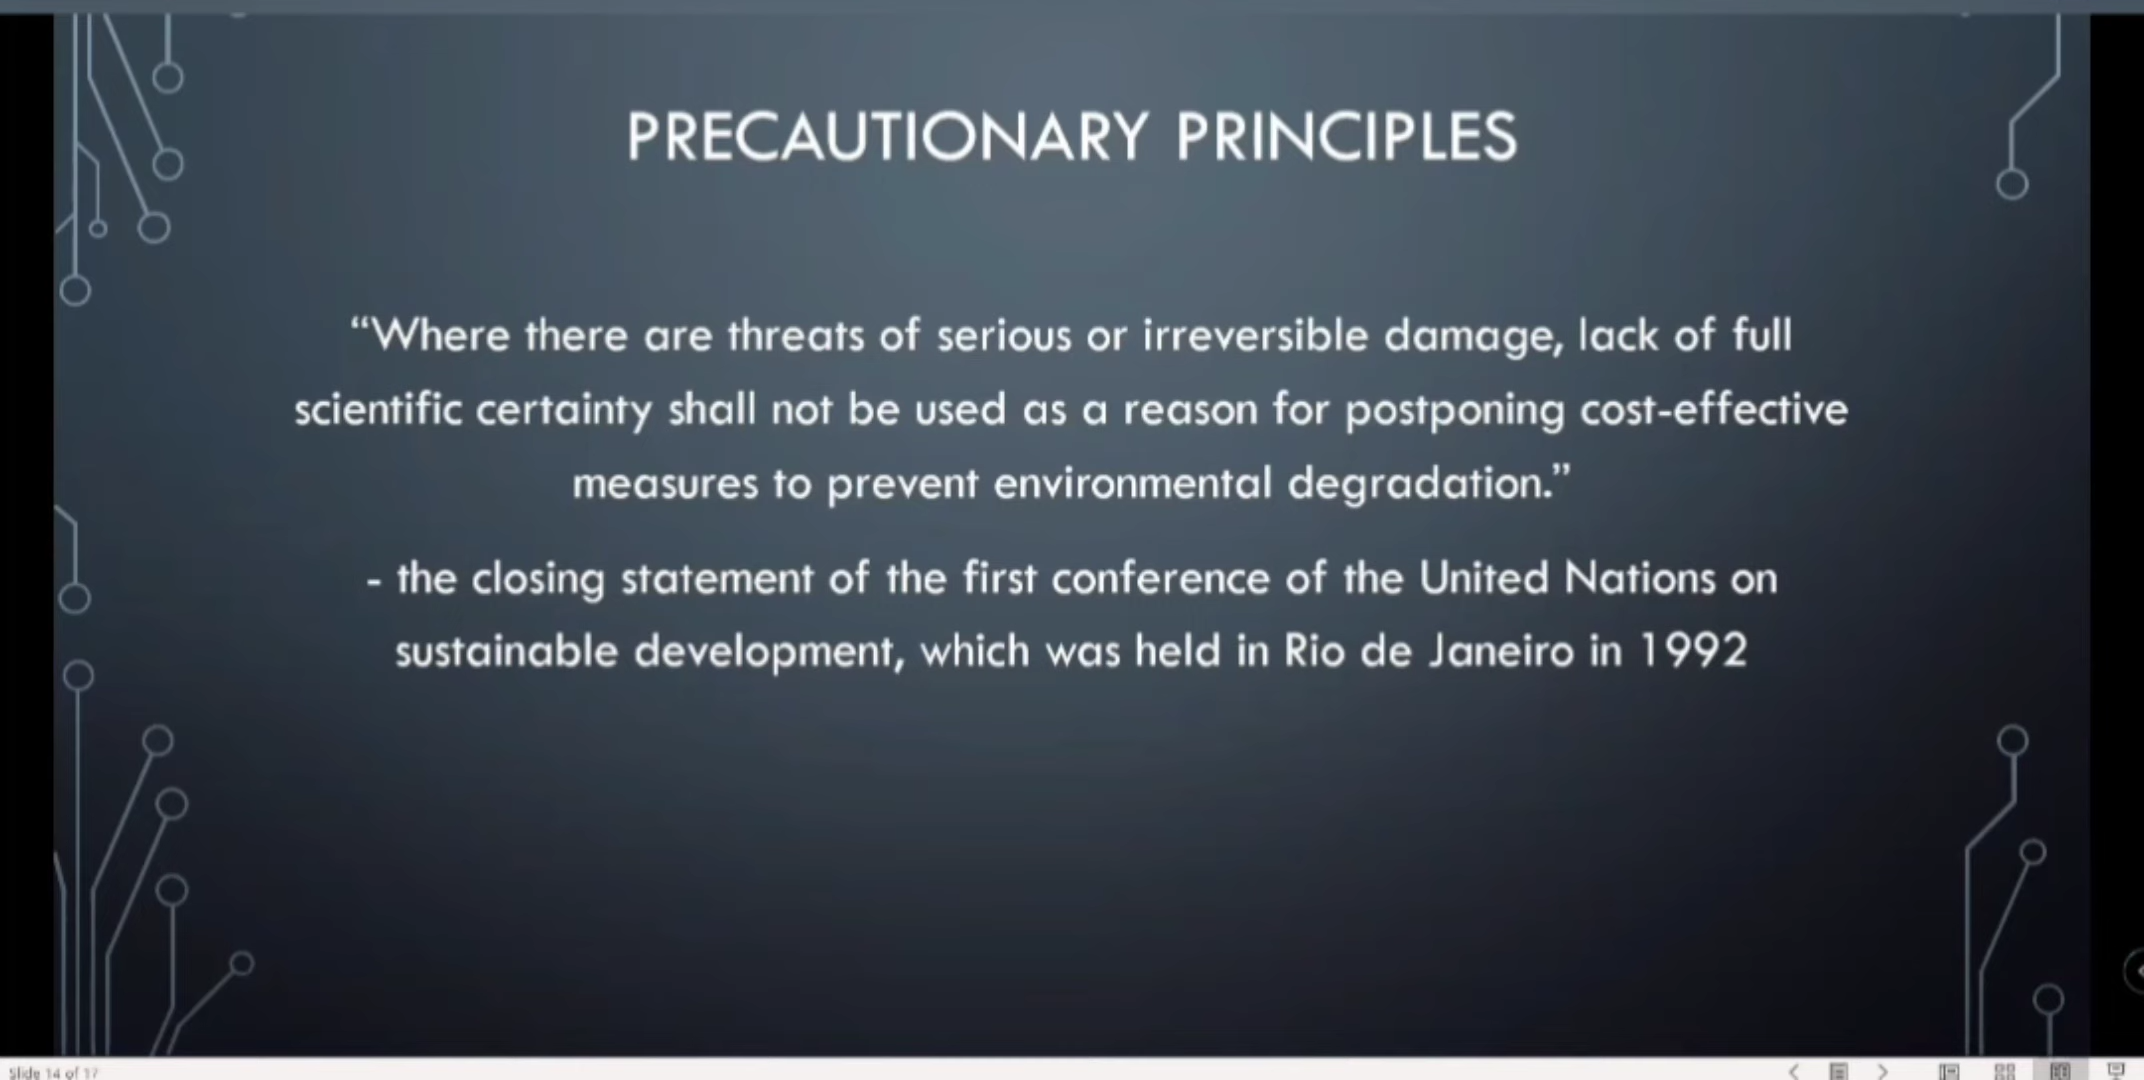 PRECAUTIONARY PRINCIPLES
“Where there are threats of serious or irreversible damage, lack of full
scientific certainty shall not be used as a reason for postponing cost-effective
measures to prevent environmental degradation.”
- the closing statement of the first conference of the United Nations on
sustainable development, which was held in Rio de Janeiro in 1992
Slide 14 of 17